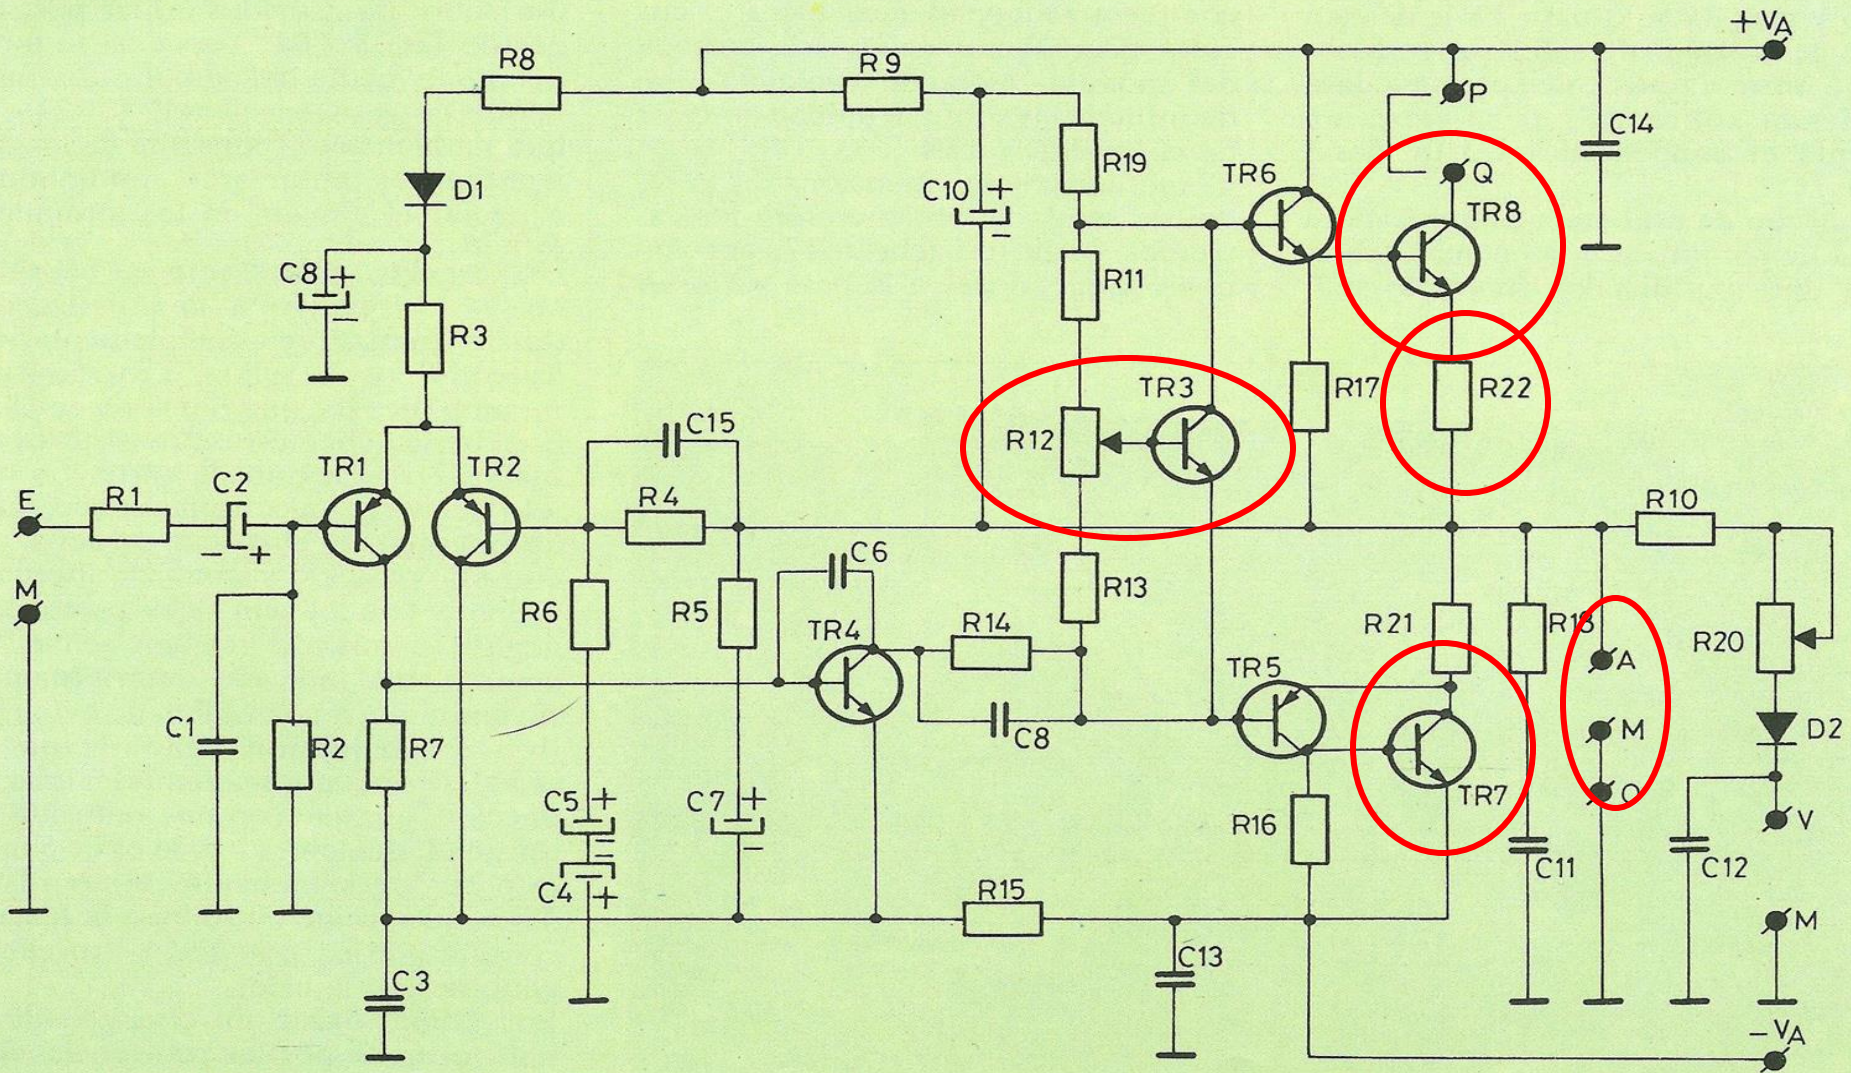 +VA
R8
R9
P
C14
R19
TR6
Q
D1
C10
+
-
TR8
C8
+
-
R11
R3
TR3
R17
R22
C15
R12
TR1
TR2
E
R1
C2
-
+
R4
R10
C6
R13
M
R6
R5
TR4
R14
R21
R18
A
R20
TR5
C1
R2
R7
C8
M
D2
C5
+
-
C7
+
-
TR7
O
V
R16
C4
-
+
C11
C12
R15
M
C3
C13
-VA